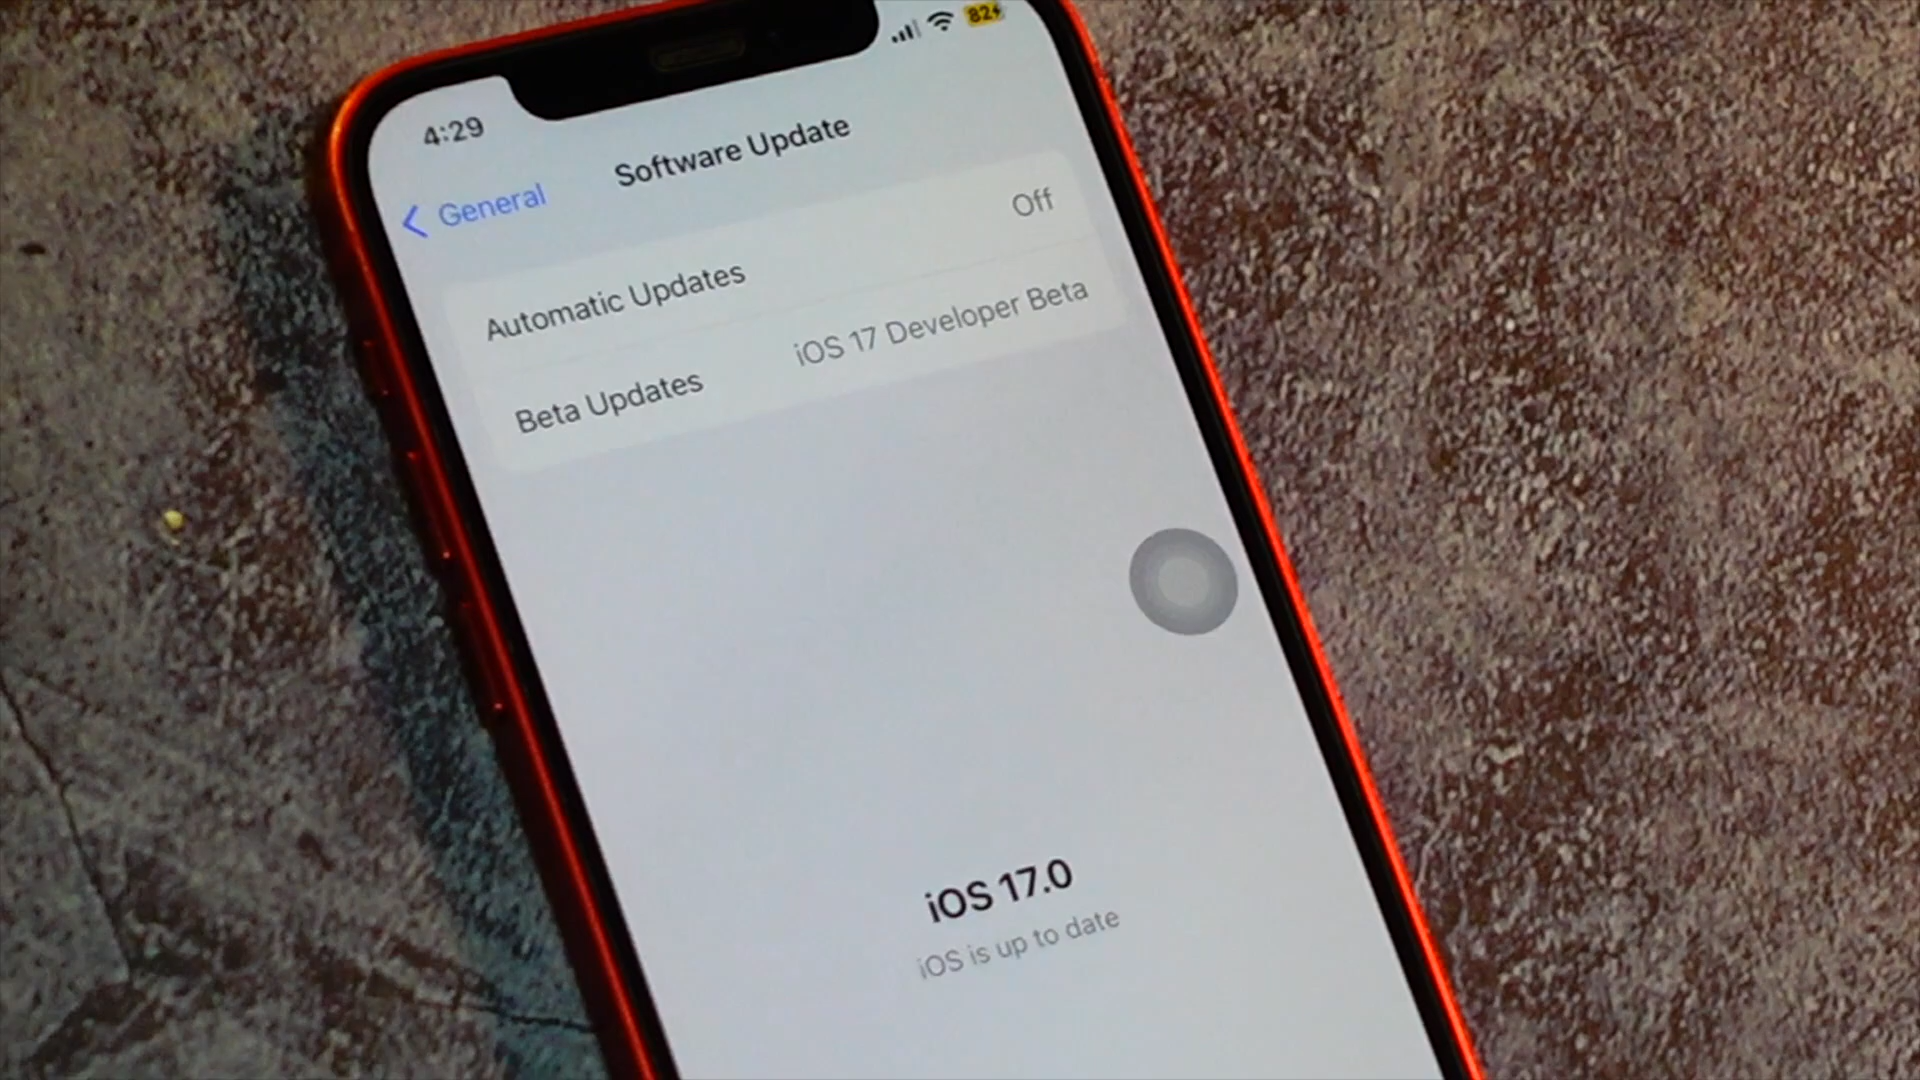 4:29
82
General
Software Update
Automatic Updates Off
Beta Updates iOS 17 Developer Beta
iOS 17.0
iOS is up to date